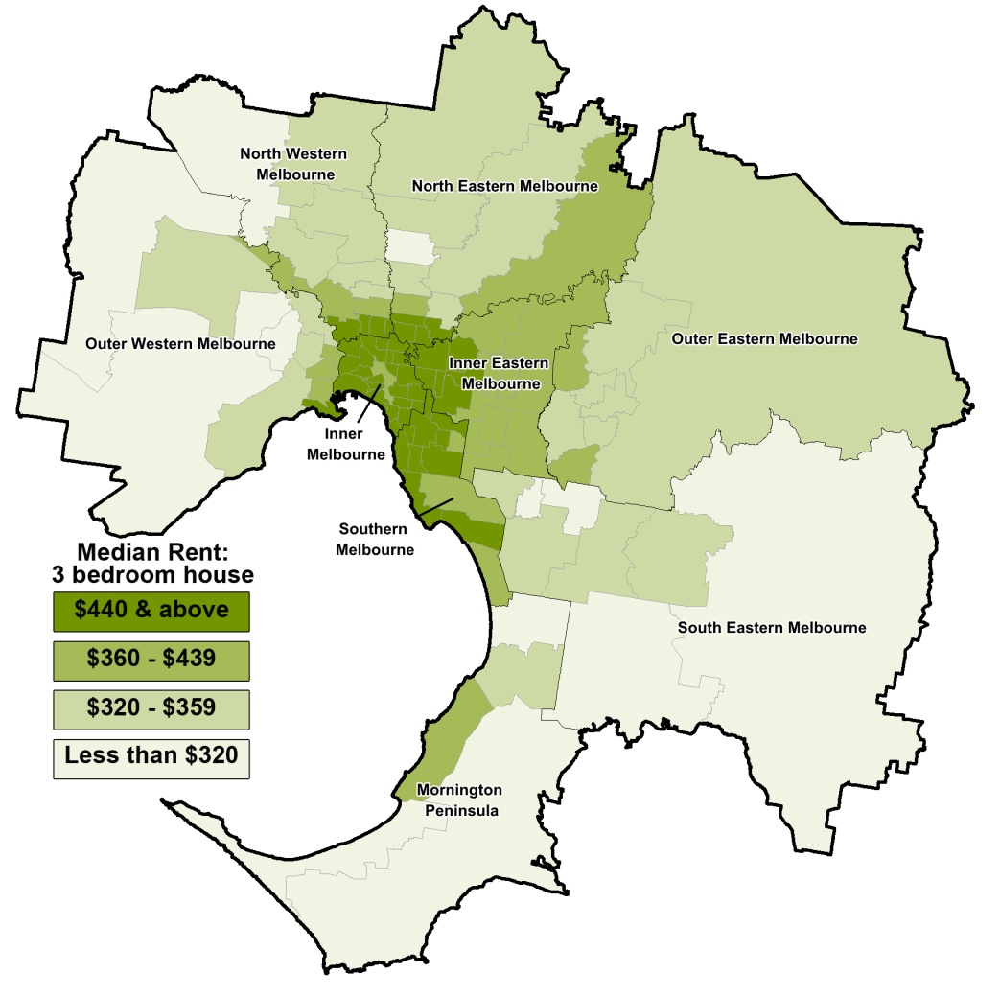 North Western
Melbourne
North Eastern Melbourne
Outer Western Melbourne
Outer Eastern Melbourne
Inner Eastern
Melbourne
Inner
Melbourne
Southern
Melbourne
South Eastern Melbourne
Mornington
Peninsula
Median Rent:
3 bedroom house
$440 & above
$360 - $439
$320 - $359
Less than $320